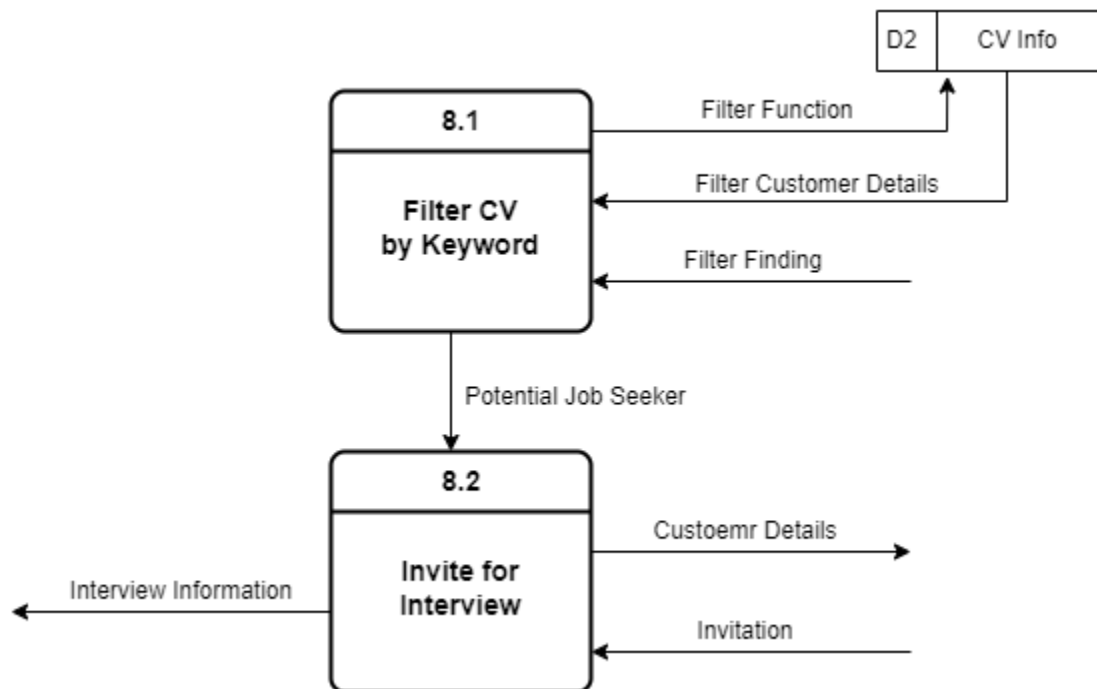 D2
CV Info
8.1
Filter Function
Filter Customer Details
Filter CV
by Keyword
Filter Finding
Potential Job Seeker
8.2
Custoemr Details
Invite for
Interview
Interview Information
Invitation